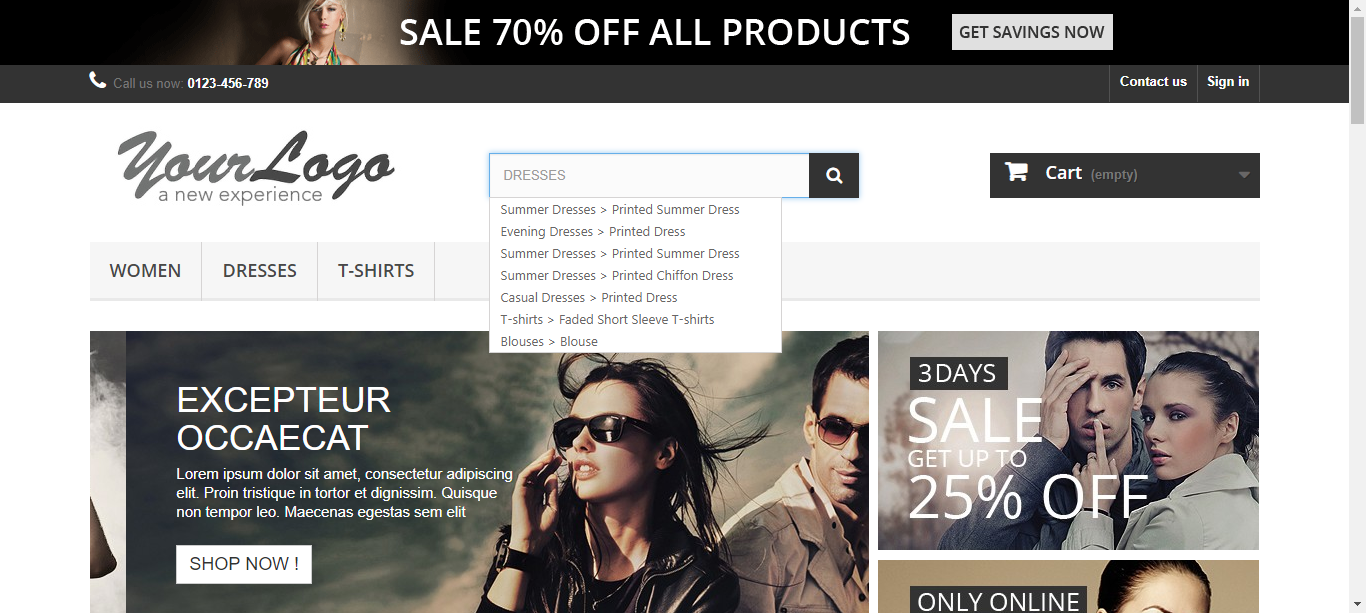 SALE 70% OFF ALL PRODUCTS
GET SAVINGS NOW
Call us now: 0123-456-789
Contact us
Sign in
YourLogo
a new experience
DRESSES
Cart (empty)
Summer Dresses > Printed Summer Dress
Evening Dresses > Printed Dress
Summer Dresses > Printed Summer Dress
Summer Dresses > Printed Chiffon Dress
Casual Dresses > Printed Dress
T-shirts > Faded Short Sleeve T-shirts
Blouses > Blouse
WOMEN
DRESSES
T-SHIRTS
EXCEPTEUR
OCCAECAT
Lorem ipsum dolor sit amet, consectetur adipiscing
elit. Proin tristique in tortor et dignissim. Quisque
non tempor leo. Maecenas egestas sem elit
SHOP NOW !
3 DAYS
SALE
GET UP TO
25% OFF
ONLY ONLINE